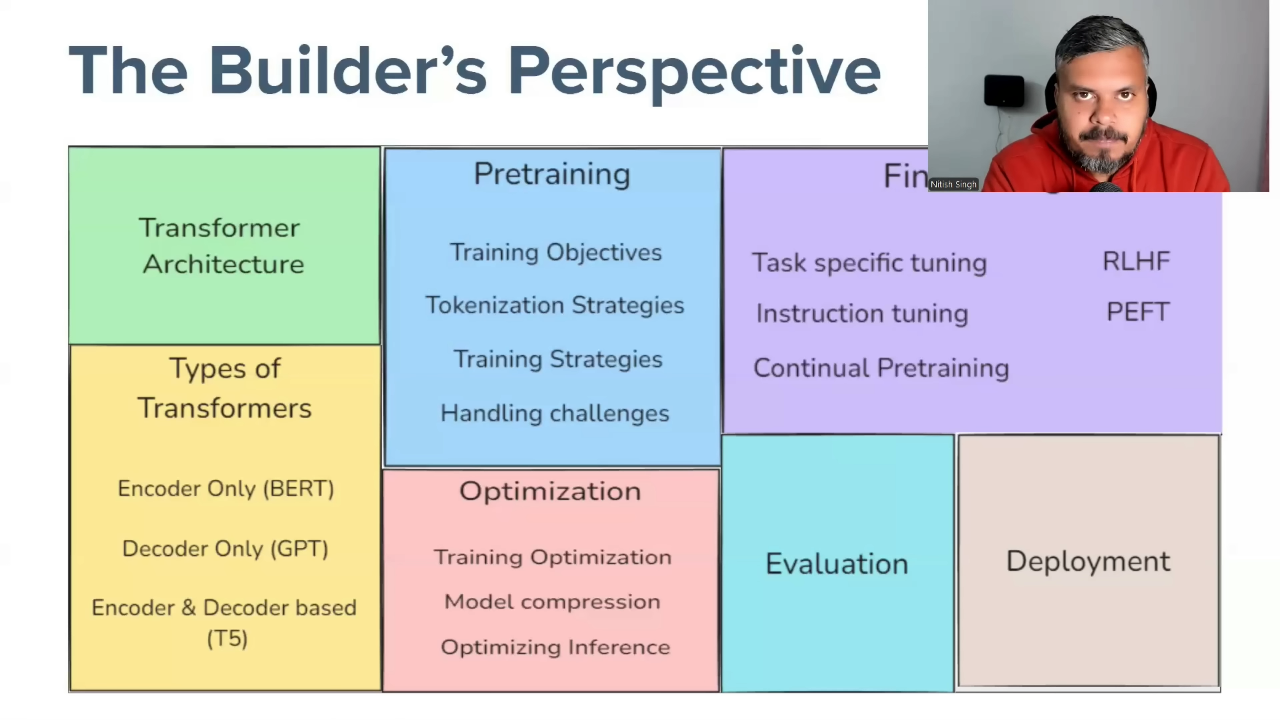 The Builder's Perspective
Nitish Singh
Transformer
Architecture
Types of
Transformers
Encoder Only (BERT)
Decoder Only (GPT)
Encoder & Decoder based
(T5)
Pretraining
Training Objectives
Tokenization Strategies
Training Strategies
Handling challenges
Optimization
Training Optimization
Model compression
Optimizing Inference
Task specific tuning
Instruction tuning
Continual Pretraining
RLHF
PEFT
Evaluation
Deployment